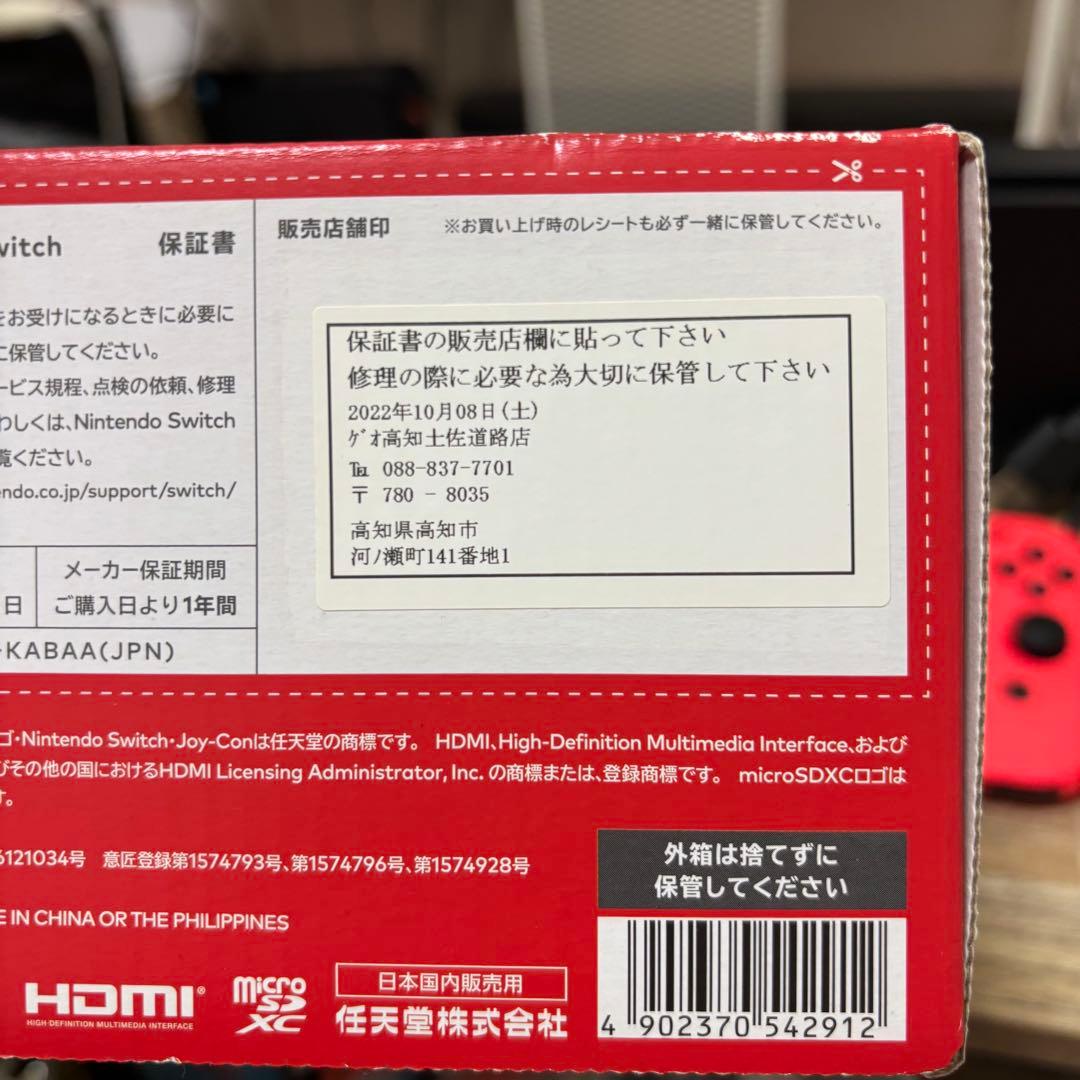 witch 保証書
をお受けになるときに必要に
に保管してください。
ービス規程、点検の依頼、修理
わしくは、Nintendo Switch
覧ください。
endo.co.jp/support/switch/
日
メーカー保証期間
ご購入日より1年間
-KABAA(JPN)
販売店舗印 ※お買い上げ時のレシートも必ず一緒に保管してください。
保証書の販売店欄に貼って下さい
修理の際に必要な為大切に保管して下さい
2022年10月08日(土)
ゲオ高知土佐道路店
℡ 088-837-7701
〒 780 - 8035
高知県高知市
河ノ瀬町141番地1
ゴ・Nintendo Switch・Joy-Conは任天堂の商標です。 HDMI、High-Definition Multimedia Interface、および
びその他の国におけるHDMI Licensing Administrator, Inc. の商標または、登録商標です。 microSDXCロゴは
す。
6121034号 意匠登録第1574793号、第1574796号、第1574928号
E IN CHINA OR THE PHILIPPINES
外箱は捨てずに
保管してください
HDMI®
HIGH-DEFINITION MULTIMEDIA INTERFACE
micro
SD
XC
日本国内販売用
任天堂株式会社
4 902370 542912